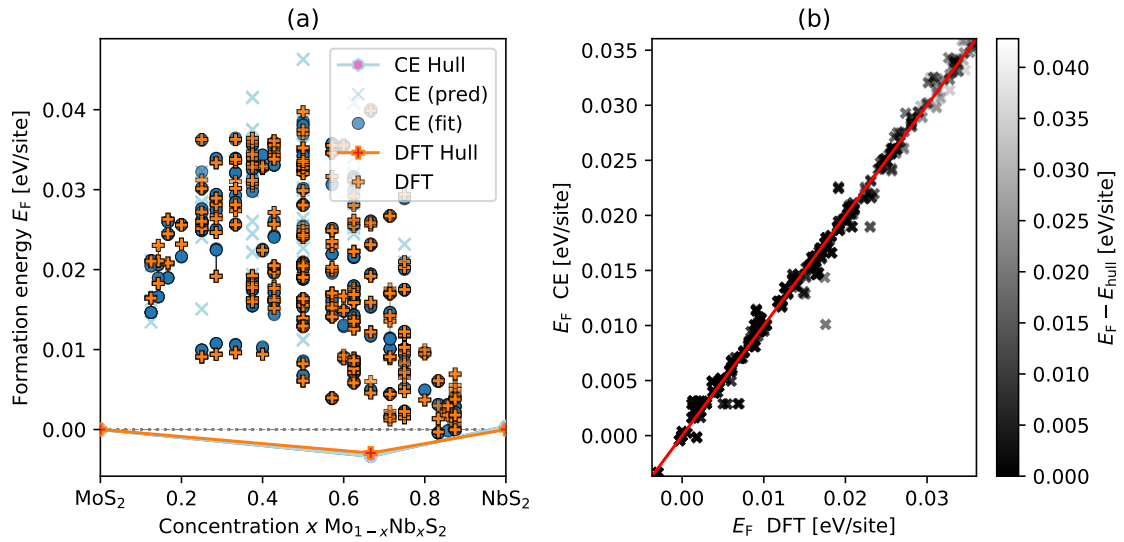 (a)
(b)
CE Hull
CE (pred)
CE (fit)
DFT Hull
DFT
Formation energy E_F [eV/site]
0.04
0.03
0.02
0.01
0.00
MoS₂
0.2
0.4
0.6
0.8
NbS₂
Concentration x Mo₁₋ₓNbₓS₂
E_F CE [eV/site]
0.035
0.030
0.025
0.020
0.015
0.010
0.005
0.000
0.00
0.01
0.02
0.03
E_F DFT [eV/site]
0.040
0.035
0.030
0.025
0.020
0.015
0.010
0.005
0.000
E_F − E_hull [eV/site]